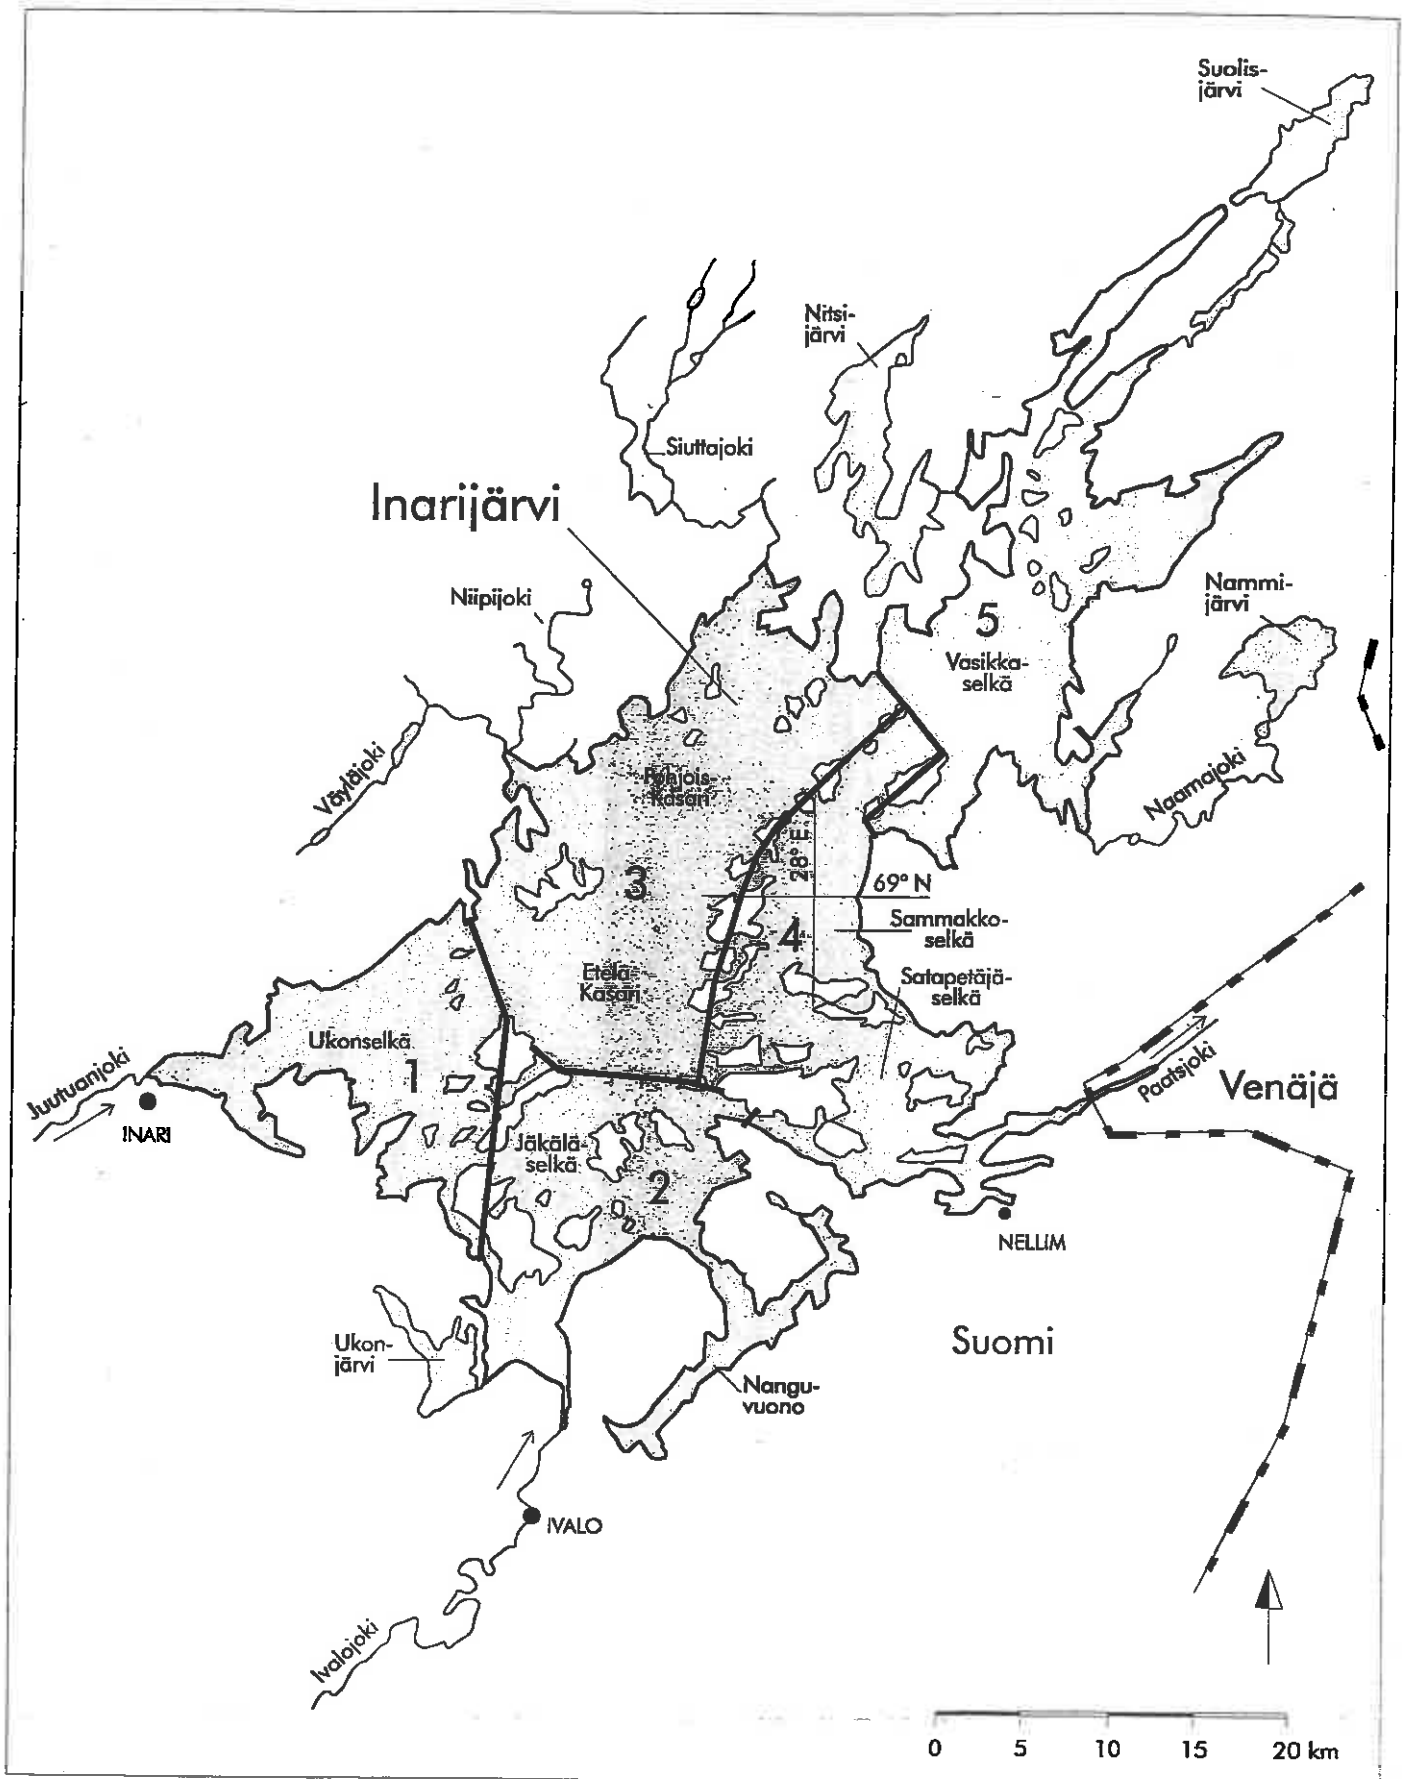 Suolis-
järvi
Nitsi-
järvi
Siuttajoki
Inarijärvi
Niipijoki
Nammi-
järvi
5
Vasikka-
selkä
Väyläjoki
Pohjois-
Kasari
Naamajoki
28° E
3
69° N
4
Sammakko-
selkä
Etelä-
Kasari
Satapetäjä-
selkä
Ukonselkä
1
Juutuanjoki
INARI
Paatsjoki
Venäjä
Jäkälä-
selkä
2
NELLIM
Ukon-
järvi
Suomi
Nangu-
vuono
IVALO
Ivalojoki
0 5 10 15 20 km